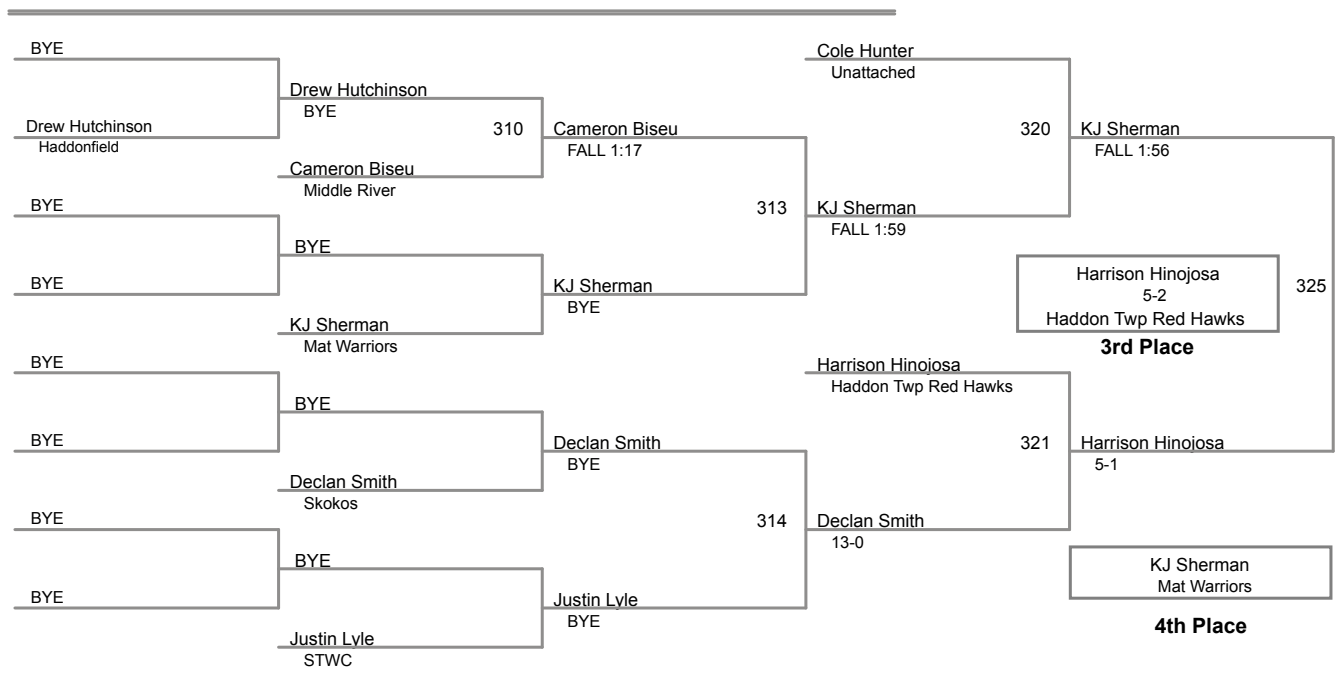 BYE
Drew Hutchinson
Haddonfield
BYE
BYE
BYE
BYE
BYE
BYE
Drew Hutchinson
BYE
Cameron Biseu
Middle River
BYE
KJ Sherman
Mat Warriors
BYE
Declan Smith
Skokos
BYE
Justin Lyle
STWC
310
Cameron Biseu
FALL 1:17
KJ Sherman
BYE
Declan Smith
BYE
Justin Lyle
BYE
313
314
Cole Hunter
Unattached
KJ Sherman
FALL 1:59
Harrison Hinojosa
Haddon Twp Red Hawks
Declan Smith
13-0
320
321
KJ Sherman
FALL 1:56
Harrison Hinojosa
5-1
325
Harrison Hinojosa
5-2
Haddon Twp Red Hawks
3rd Place
KJ Sherman
Mat Warriors
4th Place